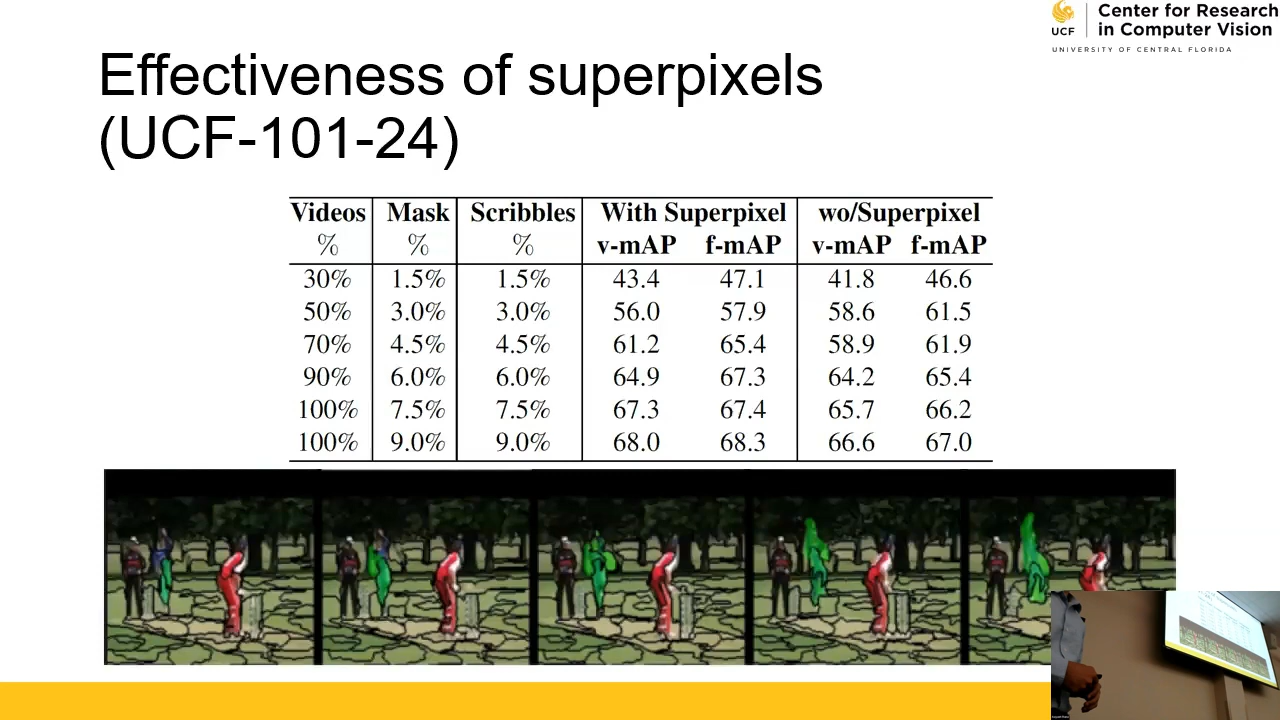 UCF
Center for Research
in Computer Vision
UNIVERSITY OF CENTRAL FLORIDA
Effectiveness of superpixels
(UCF-101-24)
Videos Mask Scribbles With Superpixel wo/Superpixel
% % % v-mAP f-mAP v-mAP f-mAP
30% 1.5% 1.5% 43.4 47.1 41.8 46.6
50% 3.0% 3.0% 56.0 57.9 58.6 61.5
70% 4.5% 4.5% 61.2 65.4 58.9 61.9
90% 6.0% 6.0% 64.9 67.3 64.2 65.4
100% 7.5% 7.5% 67.3 67.4 65.7 66.2
100% 9.0% 9.0% 68.0 68.3 66.6 67.0